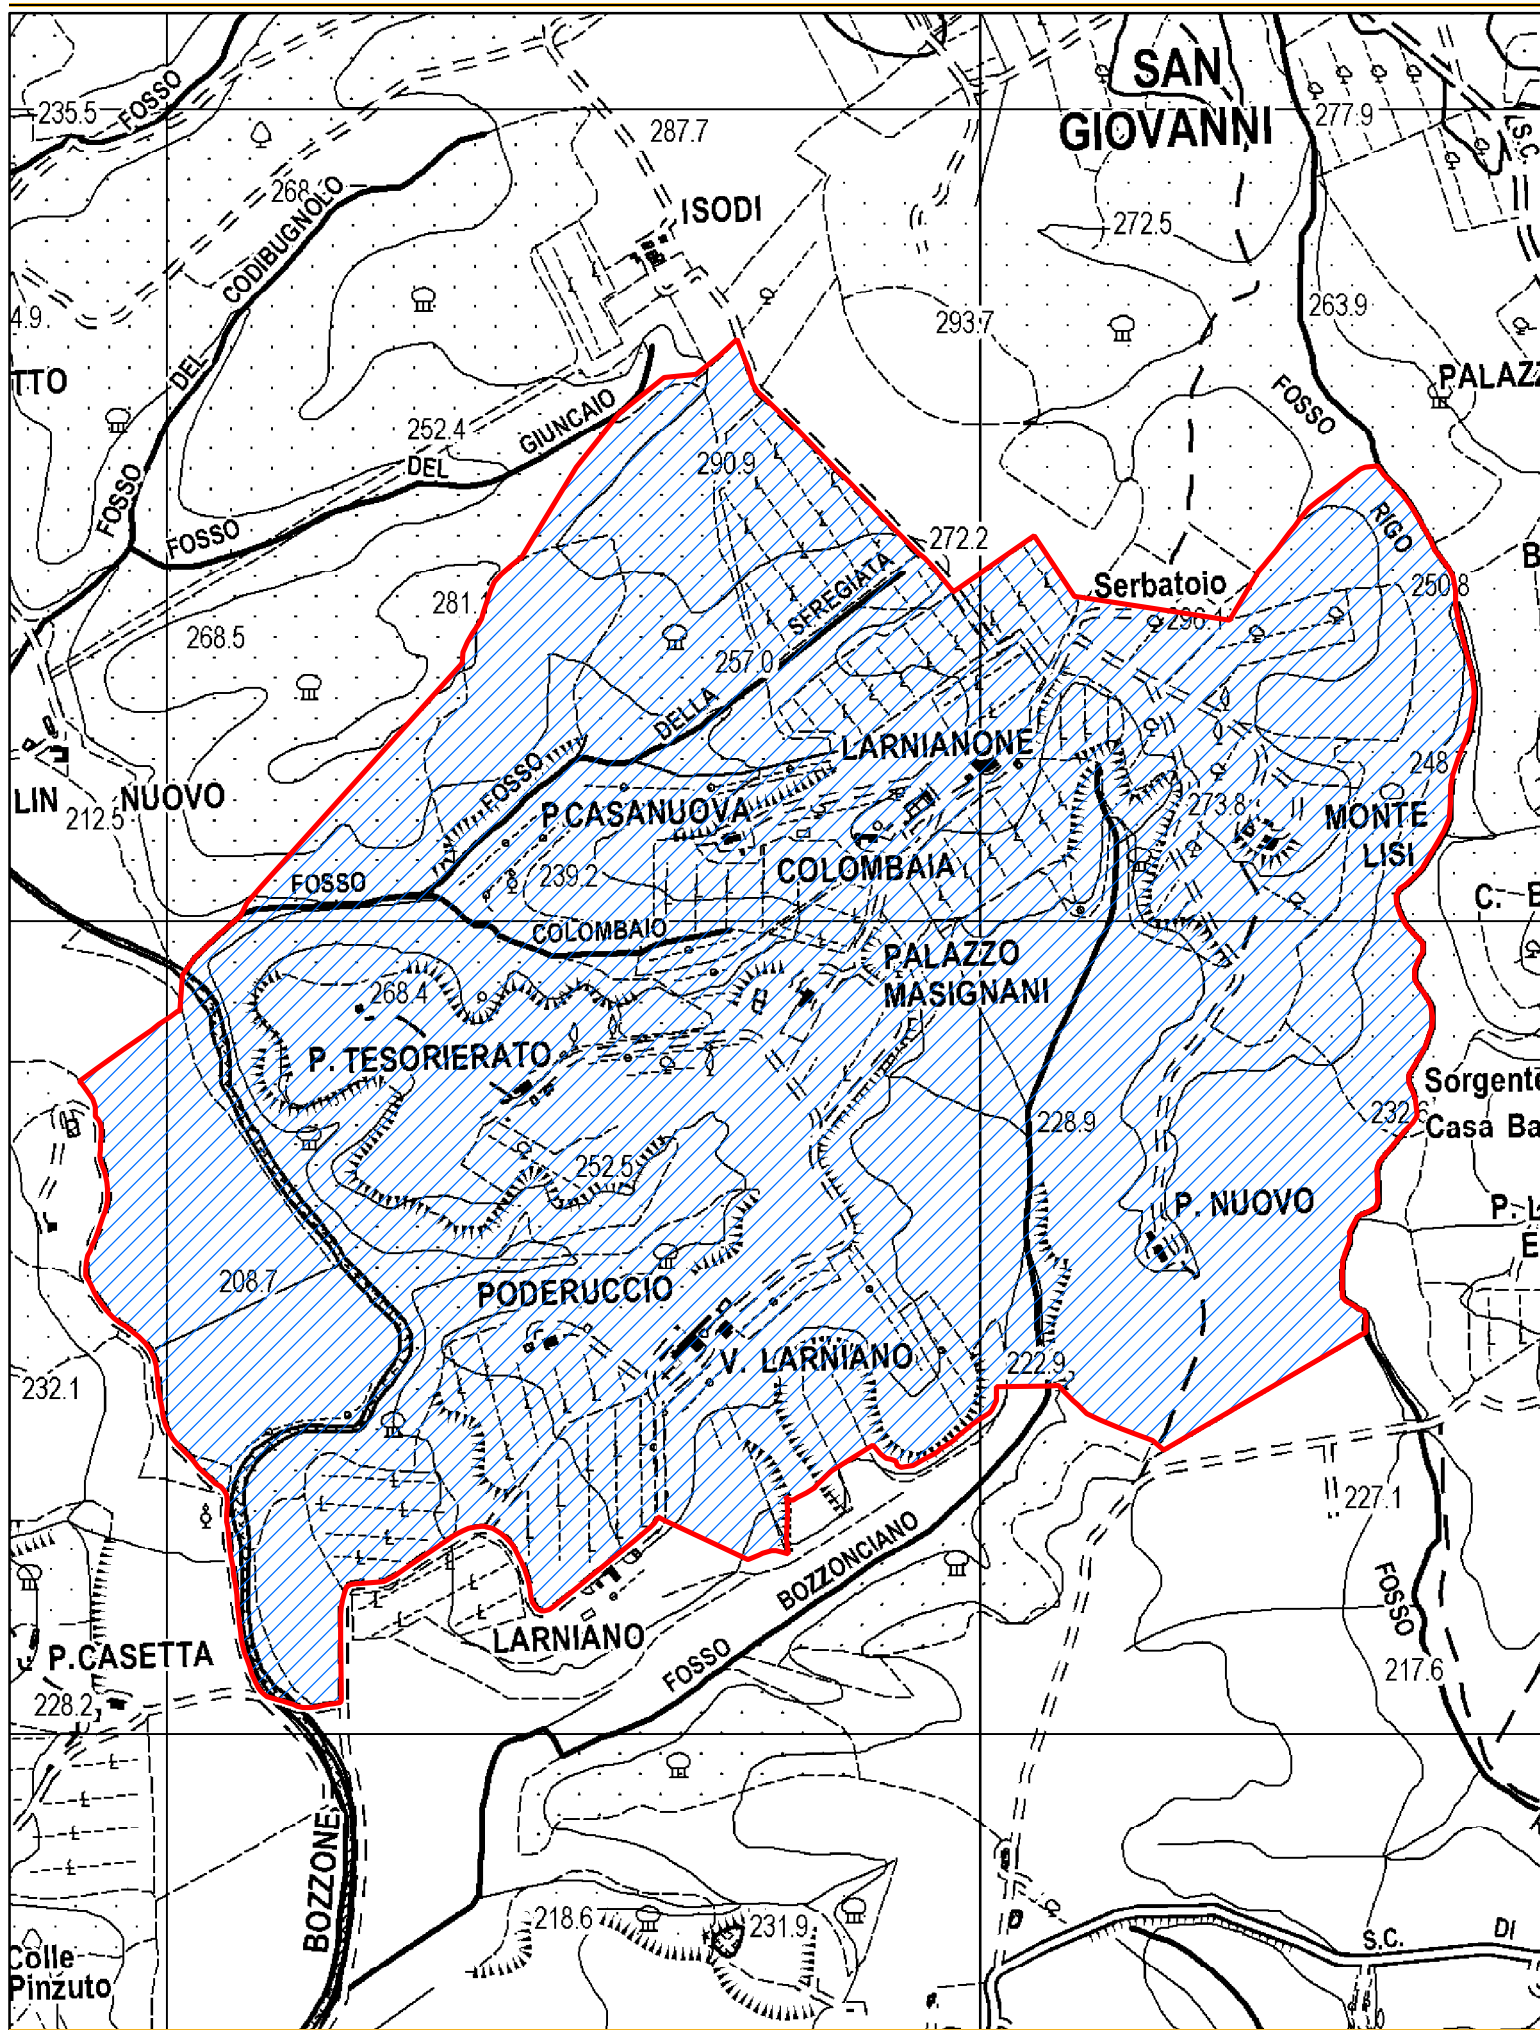 SAN
GIOVANNI
FOSSO
235.5
277.9
S.C.
287.7
268.
ISODI
272.5
CODIBUGNOLO
DEL
FOSSO
4.9
293.7
263.9
TTO
PALAZZ
FOSSO
GIUNCAIO
252.4
DEL
FOSSO
290.9
RIGO
272.2
281.
Serbatoio
250.8
B
268.5
SFREGIATA
257.0
DELLA
FOSSO
LARNIANONE
248
LIN
NUOVO
212.5
P.CASANUOVA
273.8
MONTE
LISI
COLOMBAIA
FOSSO
239.2
C.
COLOMBAIO
PALAZZO
MASIGNANI
268.4
P. TESORIERATO
Sorgente
232.
228.9
Casa Ba
252.5
P. NUOVO
P. L
E
208.7
PODERUCCIO
V. LARNIANO
222.9
232.1
227.1
BOZZONCIANO
FOSSO
FOSSO
LARNIANO
P.CASETTA
217.6
228.2
BOZZONE
218.6
231.9
S.C.
DI
Colle
Pinzuto